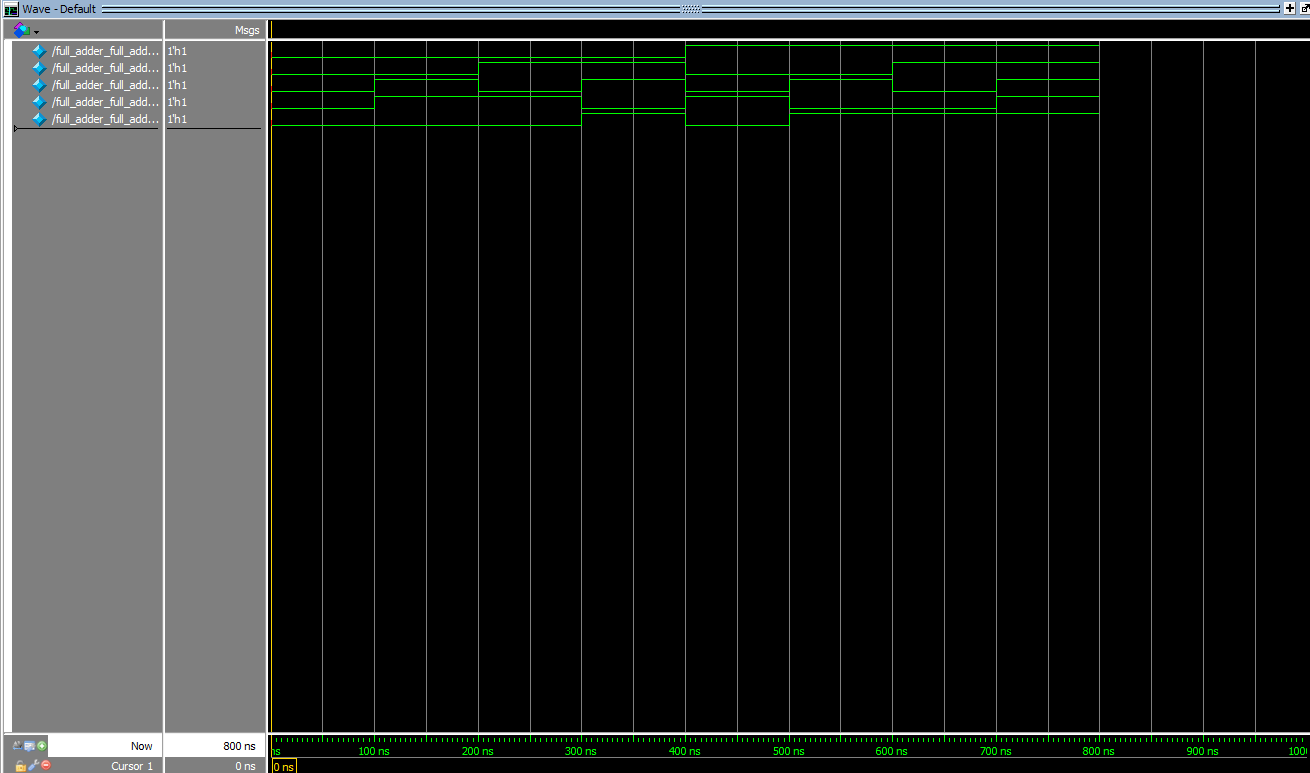 Wave - Default
Msgs
/full_adder_full_add... 1'h1
/full_adder_full_add... 1'h1
/full_adder_full_add... 1'h1
/full_adder_full_add... 1'h1
/full_adder_full_add... 1'h1
Now 800 ns
ns 100 ns 200 ns 300 ns 400 ns 500 ns 600 ns 700 ns 800 ns 900 ns 100
Cursor 1 0 ns
0 ns